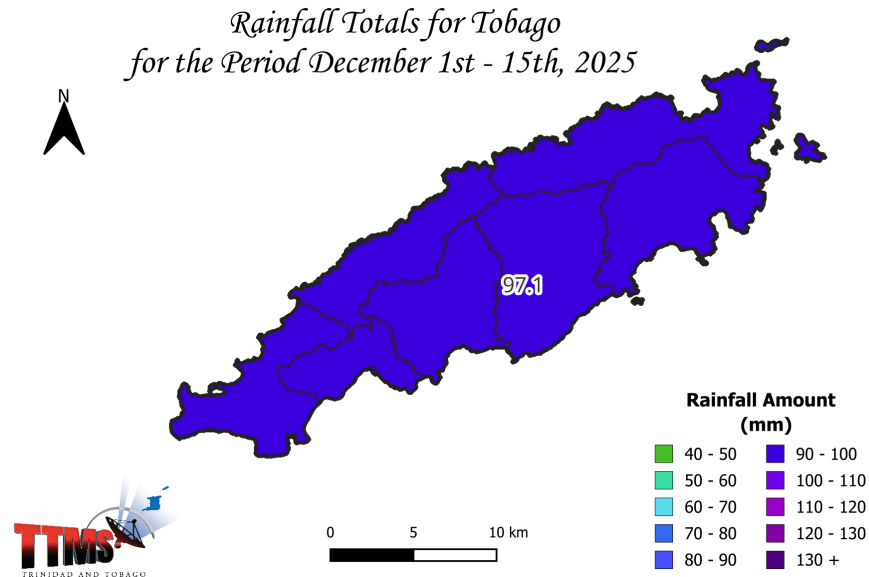 Rainfall Totals for Tobago
for the Period December 1st - 15th, 2025
N
97.1
Rainfall Amount
(mm)
40 - 50
90 - 100
50 - 60
100 - 110
60 - 70
110 - 120
70 - 80
120 - 130
80 - 90
130 +
0 5 10 km
TTMS
TRINIDAD AND TOBAGO